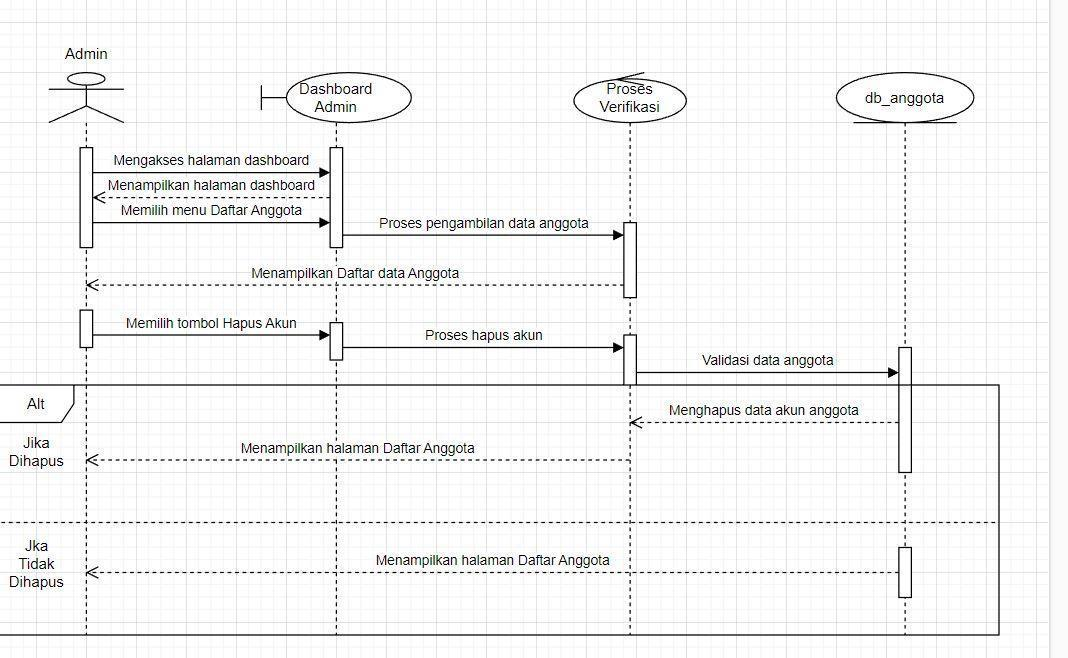 Admin
Dashboard
Admin
Proses
Verifikasi
db_anggota
Mengakses halaman dashboard
Menampilkan halaman dashboard
Memilih menu Daftar Anggota
Proses pengambilan data anggota
Menampilkan Daftar data Anggota
Memilih tombol Hapus Akun
Proses hapus akun
Validasi data anggota
Alt
Menghapus data akun anggota
Jika
Dihapus
Menampilkan halaman Daftar Anggota
Jka
Tidak
Dihapus
Menampilkan halaman Daftar Anggota